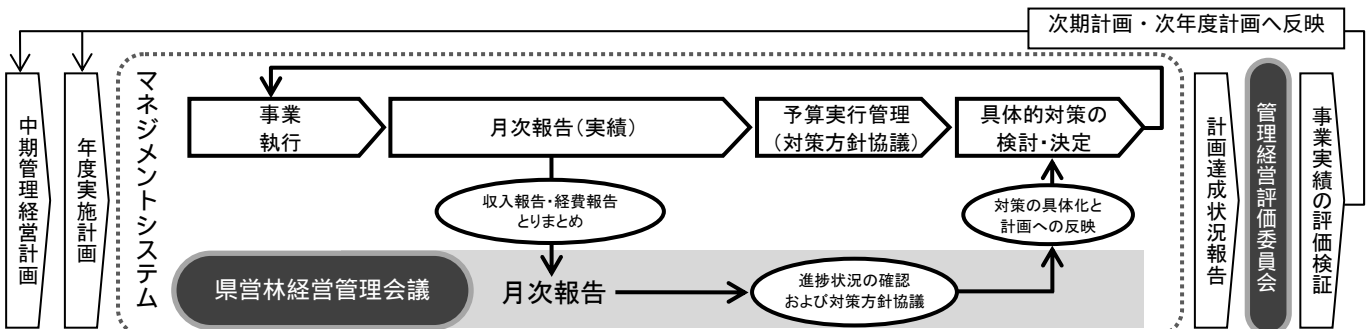 次期計画・次年度計画へ反映
中期管理経営計画
年度実施計画
マネジメントシステム
事業
執行
月次報告(実績)
予算実行管理
(対策方針協議)
具体的対策の
検討・決定
収入報告・経費報告
とりまとめ
対策の具体化と
計画への反映
県営林経営管理会議
月次報告
進捗状況の確認
および対策方針協議
計画達成状況報告
管理経営評価委員会
事業実績の評価検証